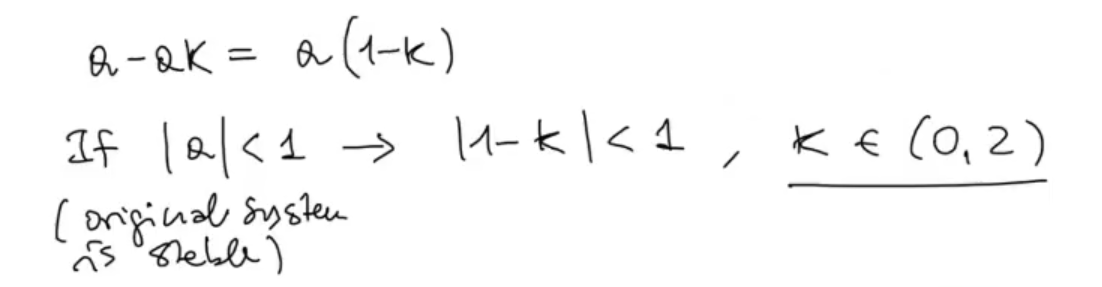 a - aK = a(1-k)
If |a| < 1 → |1-k| < 1 , K ∈ (0,2)
(original system
is stable)